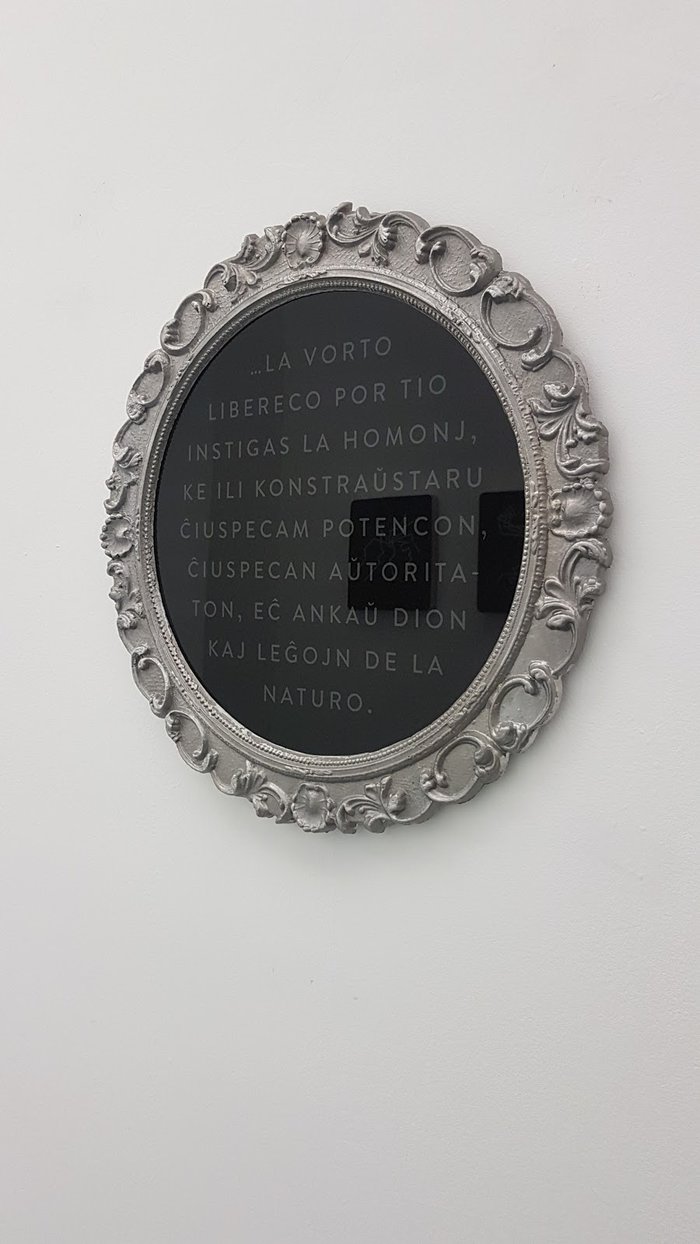 …LA VORTO
LIBERECO POR TIO
INSTIGAS LA HOMONJ,
KE ILI KONSTRAŬSTARU
ĈIUSPECAM POTENCON,
ĈIUSPECAN AŬTORITA-
TON, EĈ ANKAŬ DION
KAJ LEĜOJN DE LA
NATURO.